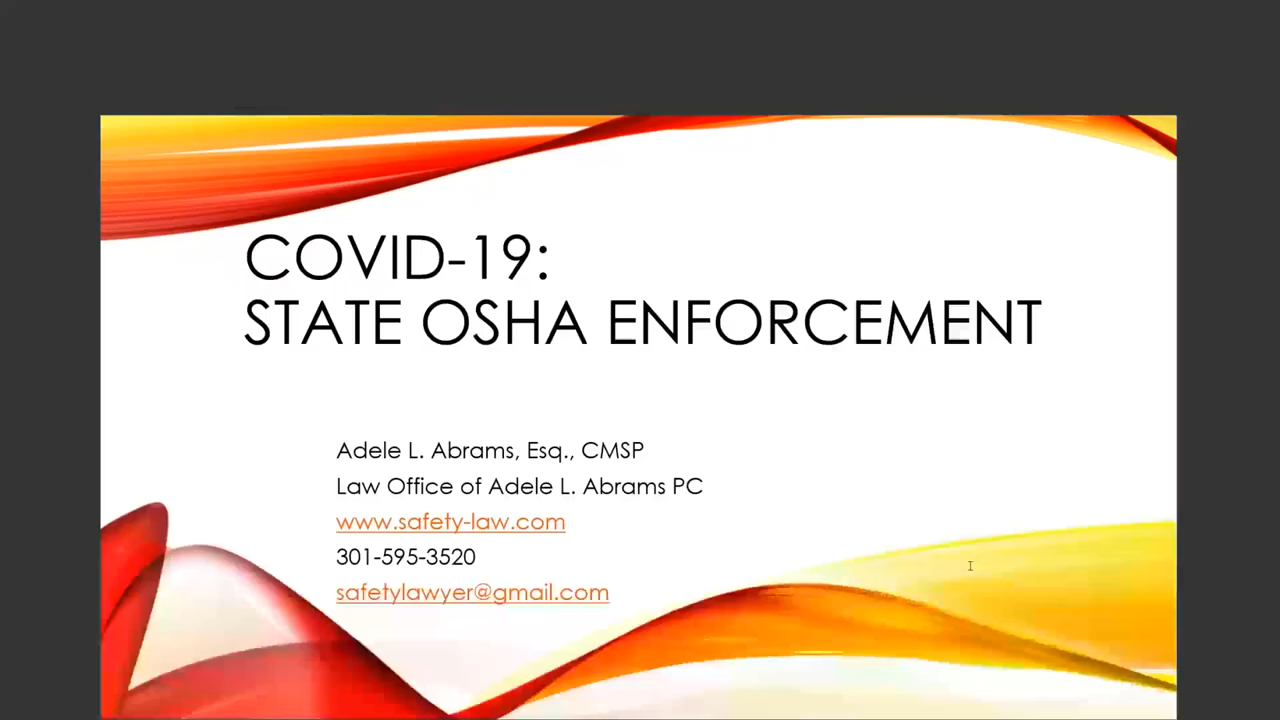 COVID-19:
STATE OSHA ENFORCEMENT
Adele L. Abrams, Esq., CMSP
Law Office of Adele L. Abrams PC
www.safety-law.com
301-595-3520
safetylawyer@gmail.com